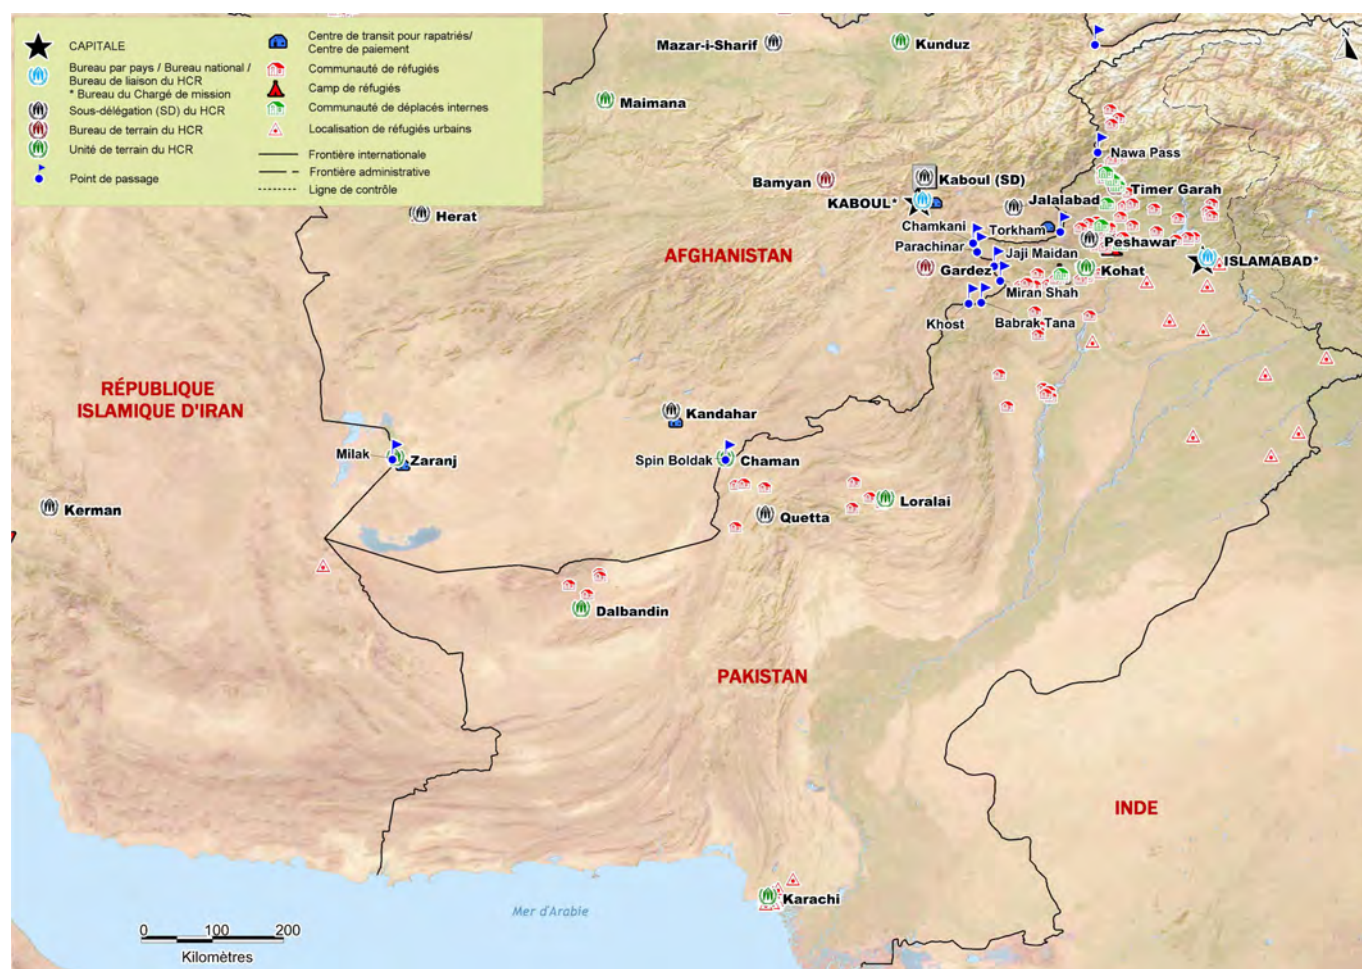 CAPITALE
Bureau par pays / Bureau national /
Bureau de liaison du HCR
* Bureau du Chargé de mission
Sous-délégation (SD) du HCR
Bureau de terrain du HCR
Unité de terrain du HCR
Point de passage
Centre de transit pour rapatriés/
Centre de paiement
Communauté de réfugiés
Camp de réfugiés
Communauté de déplacés internes
Localisation de réfugiés urbains
Frontière internationale
Frontière administrative
Ligne de contrôle
N
Mazar-i-Sharif
Kunduz
Maimana
Nawa Pass
Bamyan
Kaboul (SD)
Timer Garah
KABOUL*
Jalalabad
Herat
Chamkani
Torkham
Peshawar
Parachinar
Jaji Maidan
AFGHANISTAN
ISLAMABAD*
Gardez
Kohat
Miran Shah
Khost
Babrak Tana
RÉPUBLIQUE
ISLAMIQUE D'IRAN
Kandahar
Milak
Zaranj
Spin Boldak
Chaman
Kerman
Loralai
Quetta
Dalbandin
PAKISTAN
INDE
Karachi
Mer d'Arabie
0 100 200
Kilomètres